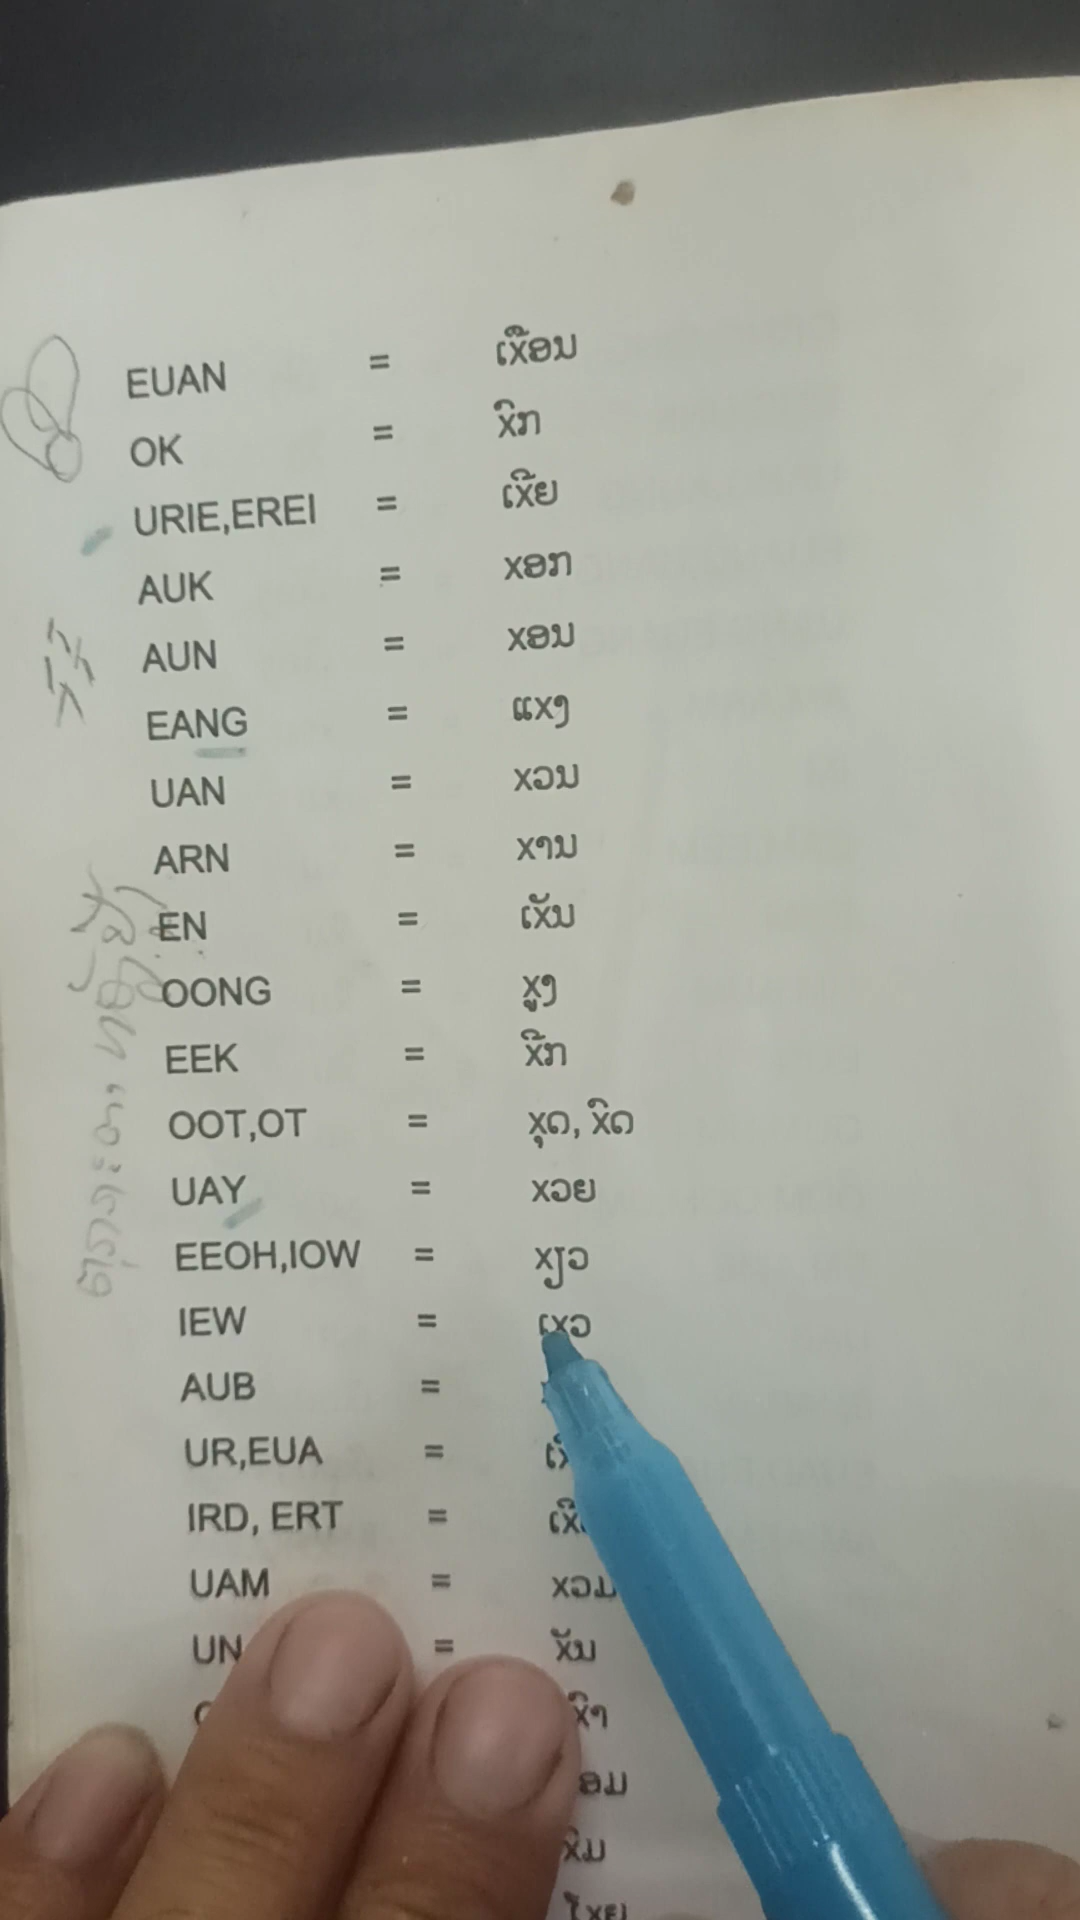 EUAN = ເxຶອນ
OK = xົກ
URIE,EREI = ເxີຍ
AUK = xອກ
AUN = xອນ
EANG = ແxງ
UAN = xວນ
ARN = xານ
EN = ເxັນ
OONG = xູງ
EEK = xີກ
OOT,OT = xຸດ, xົດ
UAY = xວຍ
EEOH,IOW = xຽວ
IEW = ເxວ
AUB =
UR,EUA =
IRD, ERT =
UAM = xວມ
UN = xັນ